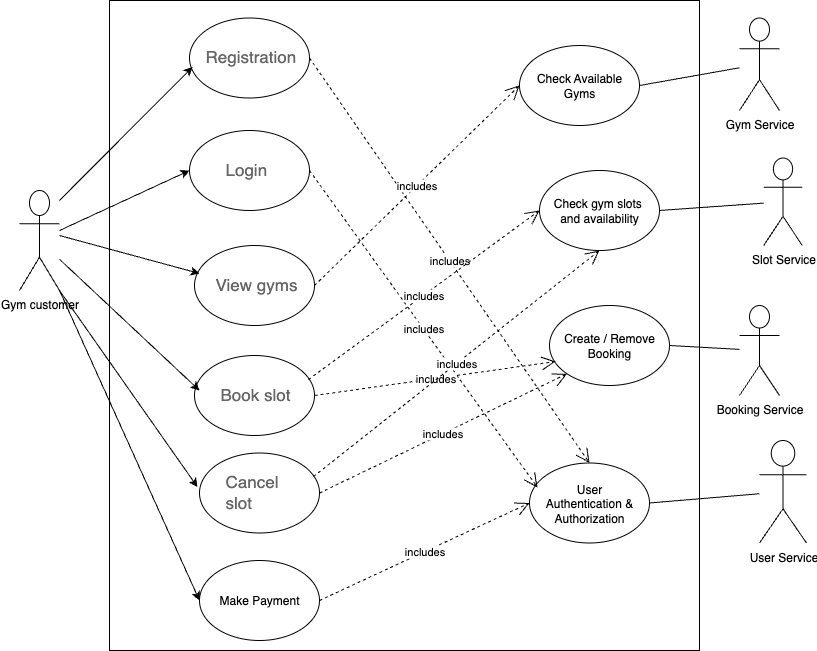 Registration
Check Available
Gyms
Gym Service
Login
includes
Check gym slots
and availability
Slot Service
includes
View gyms
includes
Gym customer
includes
Create / Remove
Booking
includes
includes
Book slot
Booking Service
includes
Cancel
slot
User
Authentication &
Authorization
includes
User Service
Make Payment